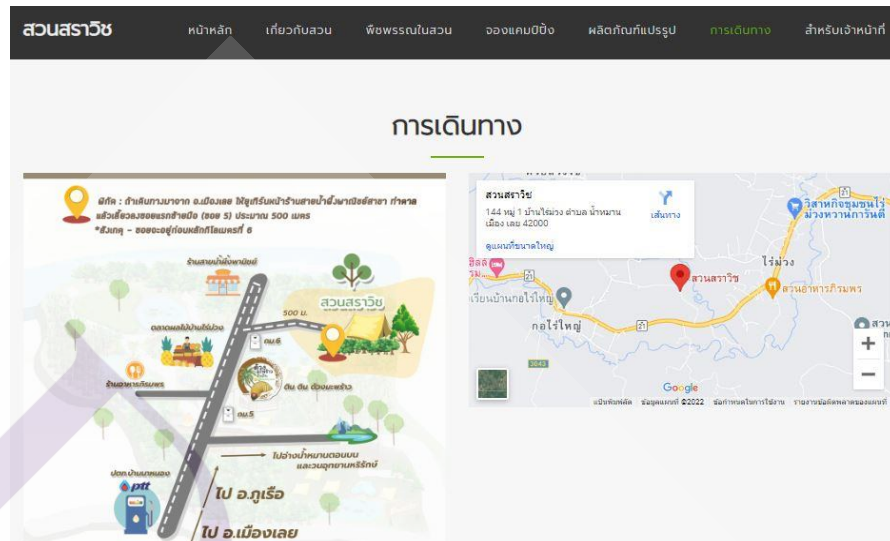 สวนสราวิช
หน้าหลัก เกี่ยวกับสวน พืชพรรณในสวน จองแคมป์ปิ้ง ผลิตภัณฑ์แปรรูป การเดินทาง สำหรับเจ้าหน้าที่
การเดินทาง
พิกัด : ถ้าเดินทางมาจาก อ.เมืองเลย ให้ยูเทิร์นหน้าร้านสายน้ำผึ้งพาณิชย์สาขา ท่าศาล
แล้วเลี้ยวลงซอยแรกซ้ายมือ (ซอย 5) ประมาณ 500 เมตร
*สังเกต - ซอยจะอยู่ก่อนหลักกิโลเมตรที่ 6
ร้านสายน้ำผึ้งพาณิชย์
สวนสราวิช
500 ม.
ตลาดผลไม้บ้านไร่ม่วง
กม.6
ร้านอาหารภิรมพร
ดิน ดิน ด้วงมะพร้าว
กม.5
ไปอ่างน้ำหมานตอนบน
และวนอุทยานหริรักษ์
ปตท.บ้านนาหนอง
ptt
ไป อ.ภูเรือ
ไป อ.เมืองเลย
สวนสราวิช
144 หมู่ 1 บ้านไร่ม่วง ตำบล น้ำหมาน
เมือง เลย 42000
เส้นทาง
ดูแผนที่ขนาดใหญ่
21
วิสาหกิจชุมชนไร่
ม่วงหวานภาวันดี
ไร่ม่วง
21
สวนสราวิช
สวนอาหารภิรมพร
เรียนบ้านกอไร่ใหญ่
กอไร่ใหญ่
21
สวน
+
3843
−
Google
แป้นพิมพ์ลัด ข้อมูลแผนที่ ©2022 ข้อกำหนดในการใช้งาน รายงานข้อผิดพลาดของแผนที่